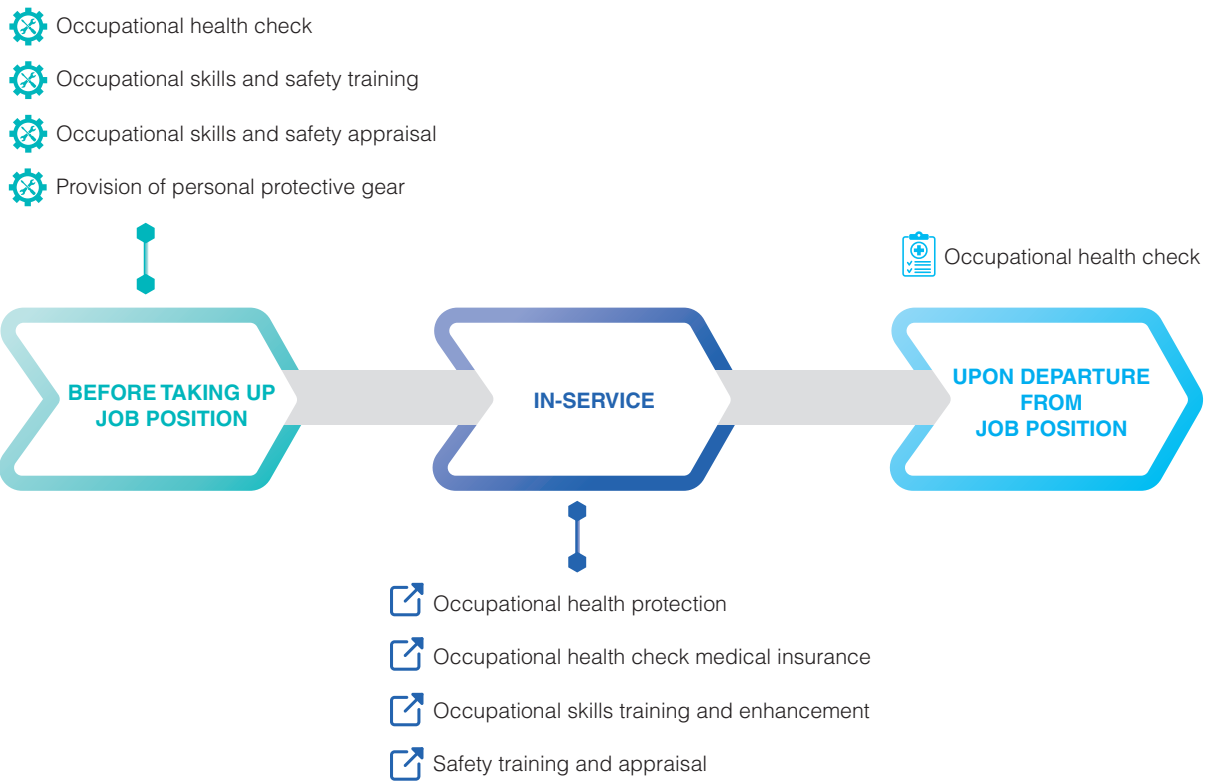 Occupational health check
Occupational skills and safety training
Occupational skills and safety appraisal
Provision of personal protective gear
Occupational health check
BEFORE TAKING UP
JOB POSITION
IN-SERVICE
UPON DEPARTURE
FROM
JOB POSITION
Occupational health protection
Occupational health check medical insurance
Occupational skills training and enhancement
Safety training and appraisal